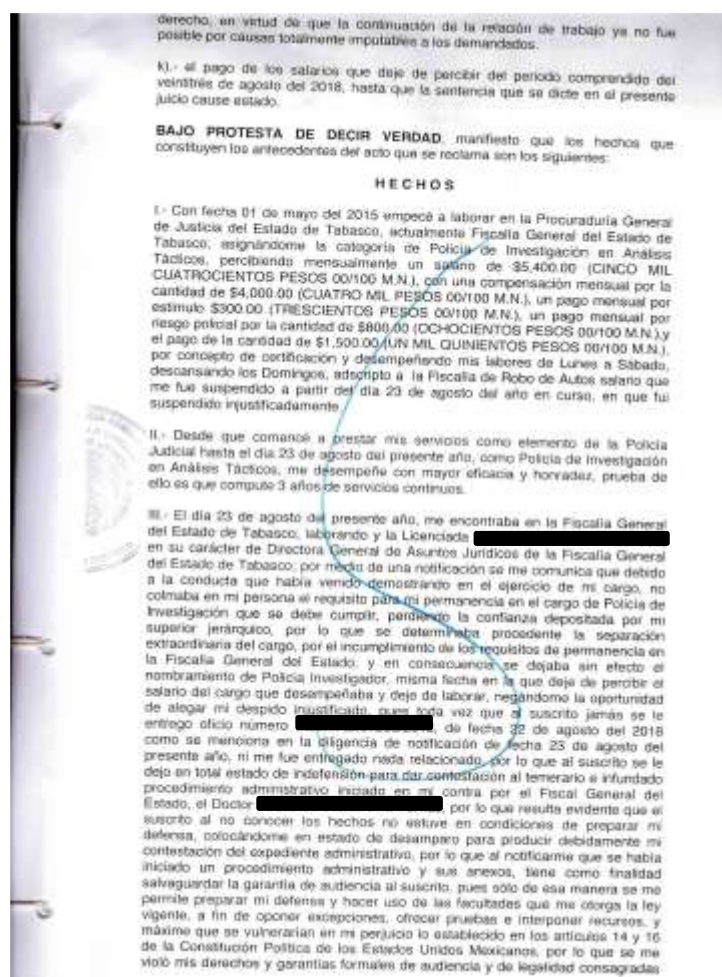 derecho, en virtud de que la continuación de la relación de trabajo ya no fue
posible por causas totalmente imputables a los demandados.
k).- el pago de los salarios que deje de percibir del periodo comprendido del
veintitrés de agosto del 2018, hasta que la sentencia que se dicte en el presente
juicio cause estado.
BAJO PROTESTA DE DECIR VERDAD, manifiesto que los hechos que
constituyen los antecedentes del acto que se reclama son los siguientes:
HECHOS
I.- Con fecha 01 de mayo del 2015 empecé a laborar en la Procuraduría General
de Justicia del Estado de Tabasco, actualmente Fiscalía General del Estado de
Tabasco; asignándome la categoría de Policía de Investigación en Análisis
Tácticos, percibiendo mensualmente un salario de $5,400.00 (CINCO MIL
CUATROCIENTOS PESOS 00/100 M.N.), con una compensación mensual por la
cantidad de $4,000.00 (CUATRO MIL PESOS 00/100 M.N.), un pago mensual por
estimulo $300.00 (TRESCIENTOS PESOS 00/100 M.N.), un pago mensual por
riesgo policial por la cantidad de $800.00 (OCHOCIENTOS PESOS 00/100 M.N.),y
el pago de la cantidad de $1,500.00 (UN MIL QUINIENTOS PESOS 00/100 M.N.),
por concepto de certificación y desempeñando mis labores de Lunes a Sábado,
descansando los Domingos, adscripto a la Fiscalía de Robo de Autos salario que
me fue suspendido a partir del día 23 de agosto del año en curso, en que fui
suspendido injustificadamente.
II.- Desde que comencé a prestar mis servicios como elemento de la Policía
Judicial hasta el día 23 de agosto del presente año, como Policía de Investigación
en Análisis Tácticos, me desempeñe con mayor eficacia y honradez, prueba de
ello es que compute 3 años de servicios continuos.
III.- El día 23 de agosto del presente año, me encontraba en la Fiscalía General
del Estado de Tabasco, laborando y la Licenciada
en su carácter de Directora General de Asuntos Jurídicos de la Fiscalía General
del Estado de Tabasco; por medio de una notificación se me comunica que debido
a la conducta que había venido demostrando en el ejercicio de mi cargo, no
colmaba en mi persona el requisito para mi permanencia en el cargo de Policía de
Investigación que se debe cumplir, perdiendo la confianza depositada por mi
superior jerárquico, por lo que se determinaba procedente la separación
extraordinaria del cargo, por el incumplimiento de los requisitos de permanencia en
la Fiscalía General del Estado, y en consecuencia se dejaba sin efecto el
nombramiento de Policía Investigador, misma fecha en la que deje de percibir el
salario del cargo que desempeñaba y deje de laborar, negándome la oportunidad
de alegar mi despido injustificado, pues toda vez que al suscrito jamás se le
entrego oficio número , de fecha 22 de agosto del 2018
como se menciona en la diligencia de notificación de fecha 23 de agosto del
presente año, ni me fue entregado nada relacionado, por lo que al suscrito se le
dejo en total estado de indefensión para dar contestación al temerario e infundado
procedimiento administrativo iniciado en mi contra por el Fiscal General del
Estado, el Doctor , por lo que resulta evidente que el
suscrito al no conocer los hechos no estuve en condiciones de preparar mi
defensa, colocándome en estado de desamparo para producir debidamente mi
contestación del expediente administrativo, por lo que al notificarme que se había
iniciado un procedimiento administrativo y sus anexos, tiene como finalidad
salvaguardar la garantía de audiencia al suscrito, pues sólo de esa manera se me
permite preparar mi defensa y hacer uso de las facultades que me otorga la ley
vigente, a fin de oponer excepciones, ofrecer pruebas e interponer recursos, y
máxime que se vulnerarían en mi perjuicio lo establecido en los artículos 14 y 16
de la Constitución Política de los Estados Unidos Mexicanos, por lo que se me
violó mis derechos y garantías formales de audiencia y de legalidad consagradas